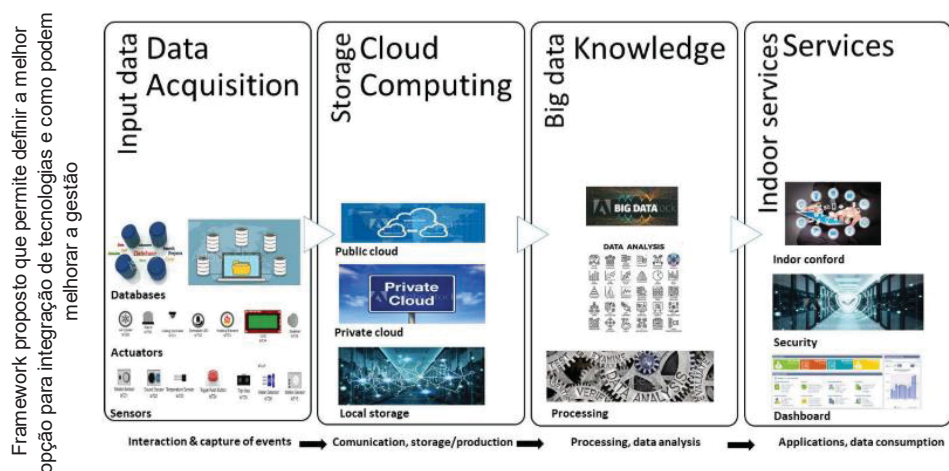 Framework proposto que permite definir a melhor
opção para integração de tecnologias e como podem
melhorar a gestão
Input data
Data
Acquisition
Databases
Actuators
Sensors
Storage
Cloud
Computing
Public cloud
Private
Cloud
Private cloud
Local storage
Big data
Knowledge
BIG DATA
DATA ANALYSIS
DATA
ANALYSIS
Processing
Indoor services
Services
Indor conford
Security
Dashboard
Interaction & capture of events
Comunication, storage/production
Processing, data analysis
Applications, data consumption